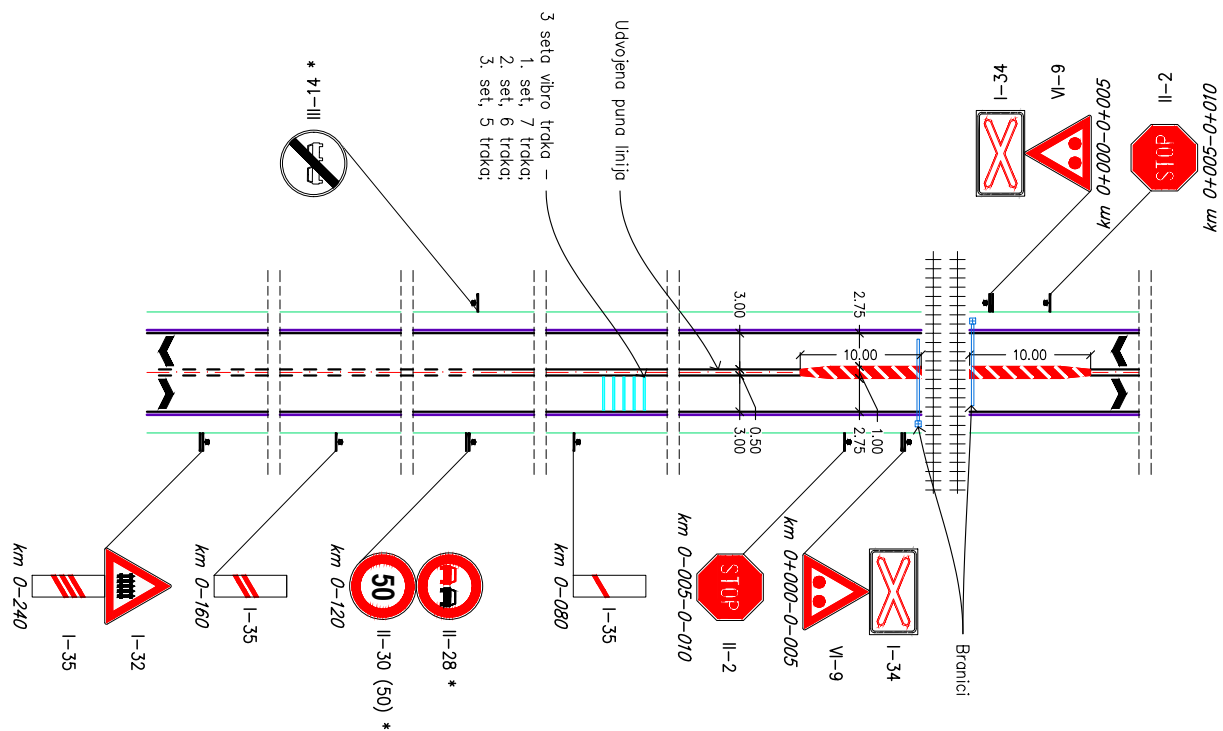 3 seta vibro traka –
1. set, 7 traka;
2. set, 6 traka;
3. set, 5 traka;
Udvojena puna linija
III–14 *
I–34
VI–9
km 0+000–0+005
II–2
km 0+005–0+010
STOP
3.00
0.50
3.00
2.75
1.00
2.75
10.00
10.00
Branici
I–34
VI–9
km 0+000–0–005
STOP
II–2
km 0–005–0–010
I–35
km 0–080
II–28 *
50
II–30 (50) *
km 0–120
I–35
km 0–160
I–32
I–35
km 0–240